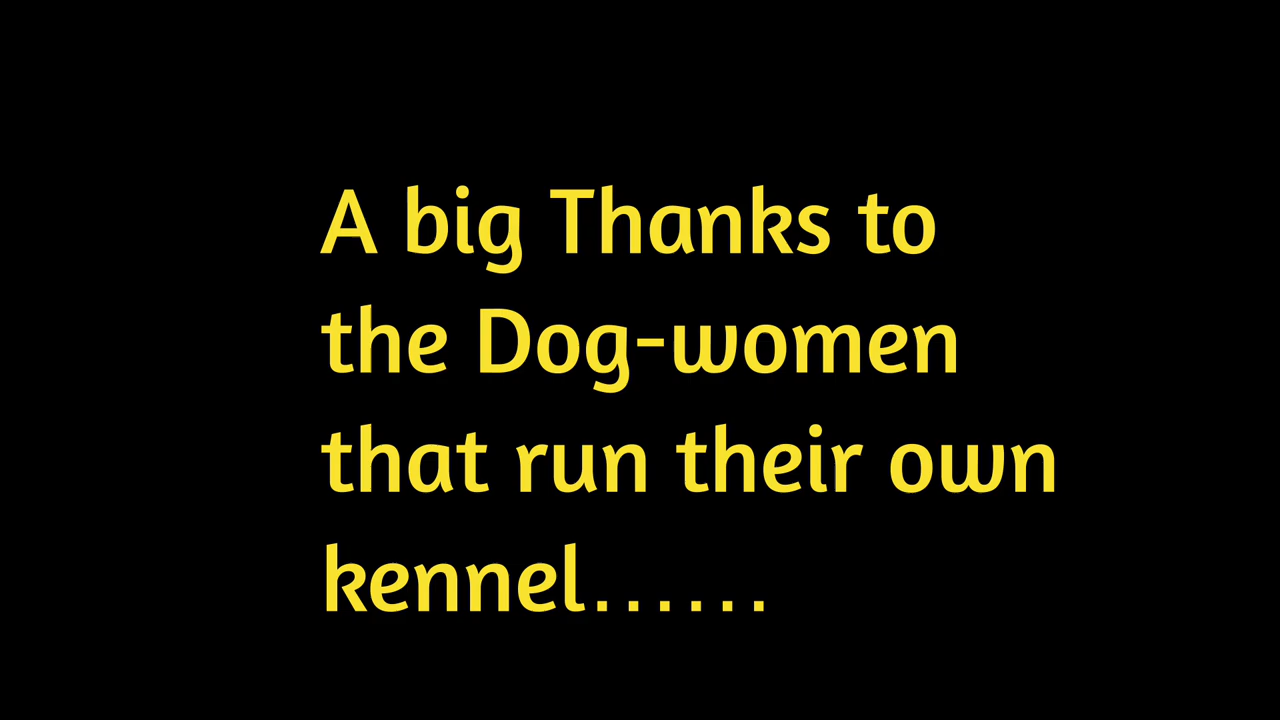 A big Thanks to
the Dog-women
that run their own
kennel......